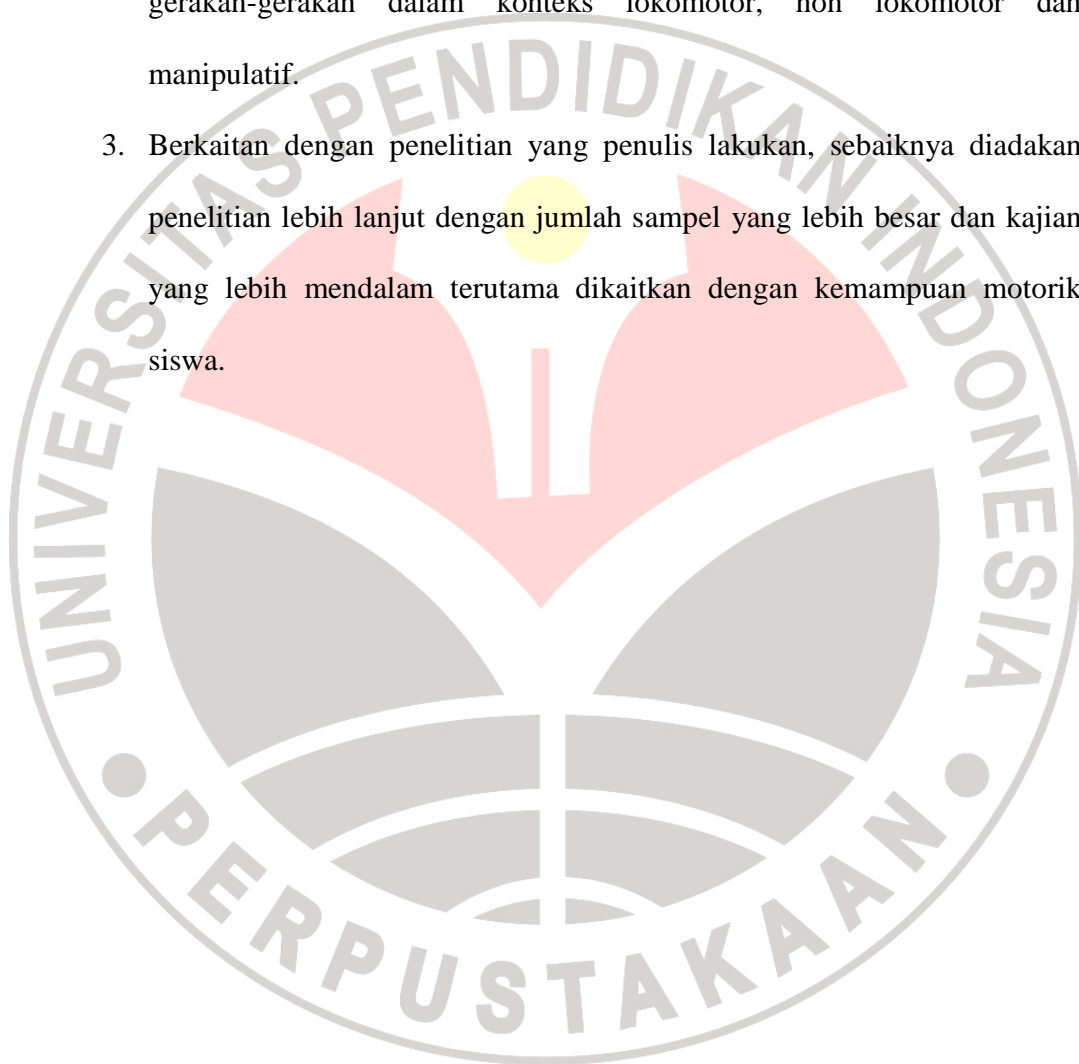 gerakan-gerakan dalam konteks lokomotor, non lokomotor dan
manipulatif.
3. Berkaitan dengan penelitian yang penulis lakukan, sebaiknya diadakan
penelitian lebih lanjut dengan jumlah sampel yang lebih besar dan kajian
yang lebih mendalam terutama dikaitkan dengan kemampuan motorik
siswa.
UNIVERSITAS PENDIDIKAN INDONESIA
PERPUSTAKAAN